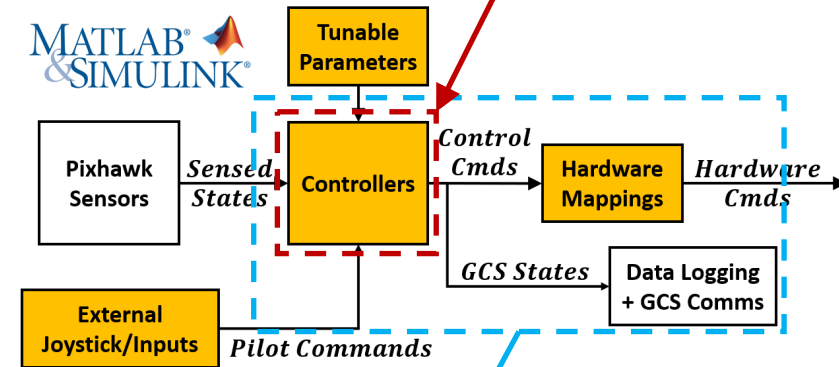 MATLAB®
&SIMULINK®
Tunable
Parameters
Pixhawk
Sensors
Sensed
States
Controllers
Control
Cmds
Hardware
Mappings
Hardware
Cmds
GCS States
Data Logging
+ GCS Comms
External
Joystick/Inputs
Pilot Commands